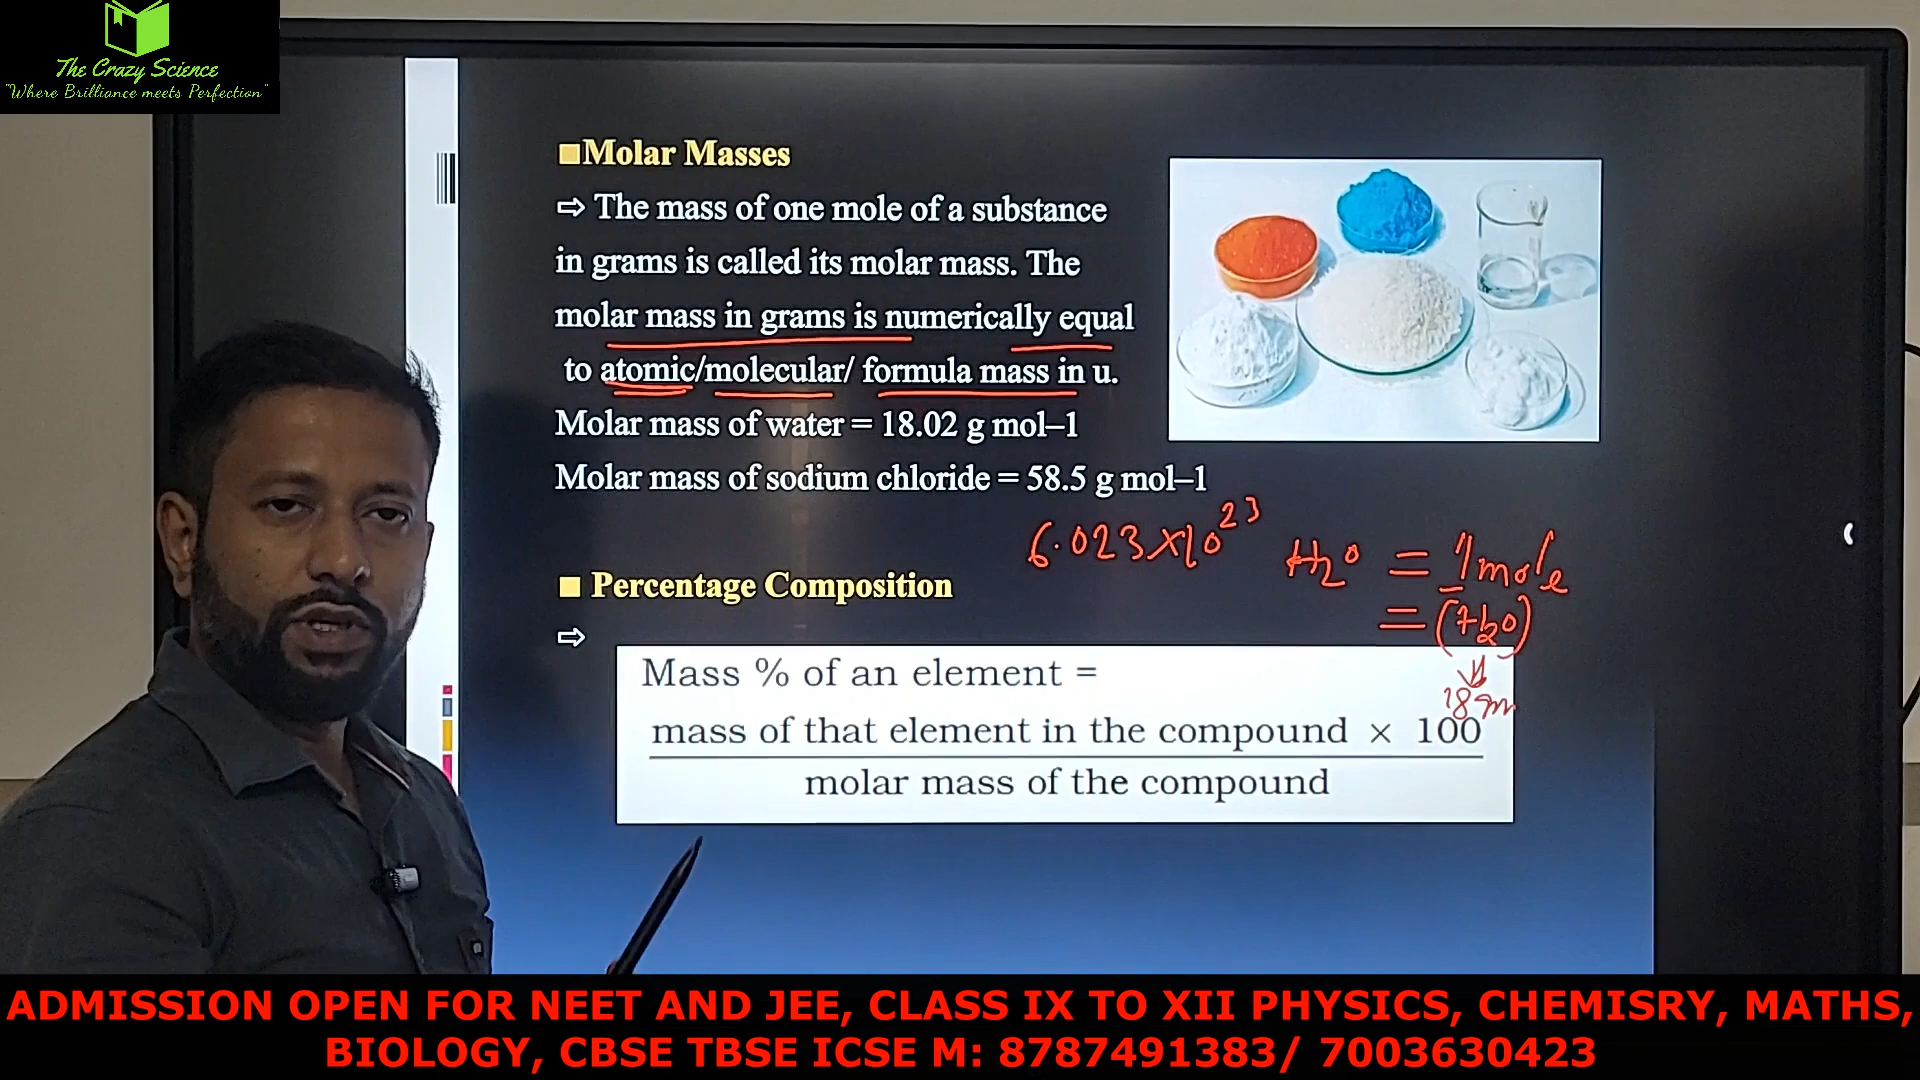 The Crazy Science
"Where Brilliance meets Perfection"
■Molar Masses
⇨ The mass of one mole of a substance
in grams is called its molar mass. The
molar mass in grams is numerically equal
to atomic/molecular/ formula mass in u.
Molar mass of water = 18.02 g mol–1
Molar mass of sodium chloride = 58.5 g mol–1
6.023×10²³ H₂O = 1 mole
= (H₂O)
18 gm
■ Percentage Composition
⇨
Mass % of an element =
mass of that element in the compound × 100
molar mass of the compound
ADMISSION OPEN FOR NEET AND JEE, CLASS IX TO XII PHYSICS, CHEMISRY, MATHS,
BIOLOGY, CBSE TBSE ICSE M: 8787491383/ 7003630423